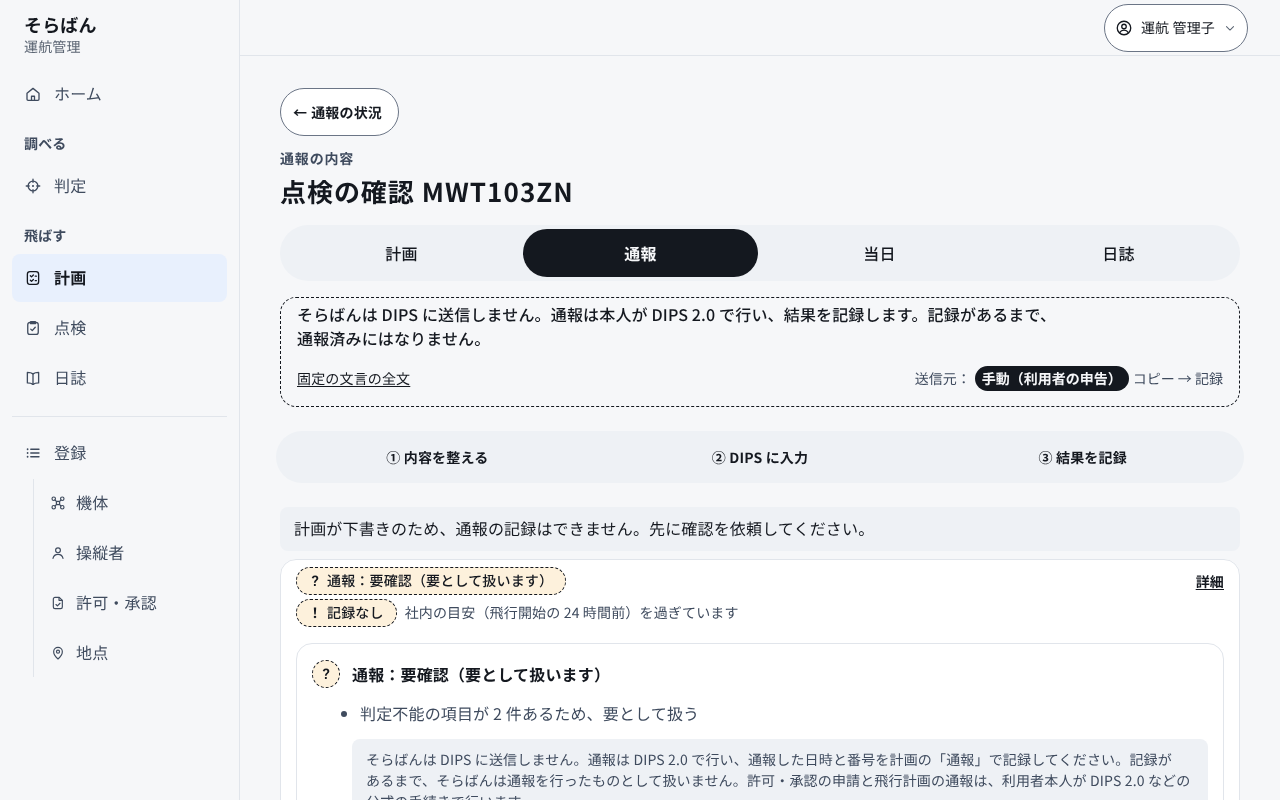 そらばん
運航管理
運航 管理子
ホーム
調べる
判定
飛ばす
計画
点検
日誌
登録
機体
操縦者
許可・承認
地点
← 通報の状況
通報の内容
点検の確認 MWT103ZN
計画
通報
当日
日誌
そらばんは DIPS に送信しません。通報は本人が DIPS 2.0 で行い、結果を記録します。記録があるまで、
通報済みにはなりません。
固定の文言の全文
送信元： 手動（利用者の申告） コピー → 記録
① 内容を整える
② DIPS に入力
③ 結果を記録
計画が下書きのため、通報の記録はできません。先に確認を依頼してください。
? 通報：要確認（要として扱います）
詳細
! 記録なし 社内の目安（飛行開始の 24 時間前）を過ぎています
? 通報：要確認（要として扱います）
• 判定不能の項目が 2 件あるため、要として扱う
そらばんは DIPS に送信しません。通報は DIPS 2.0 で行い、通報した日時と番号を計画の「通報」で記録してください。記録が
あるまで、そらばんは通報を行ったものとして扱いません。許可・承認の申請と飛行計画の通報は、利用者本人が DIPS 2.0 などの
公式の手続きで行います。